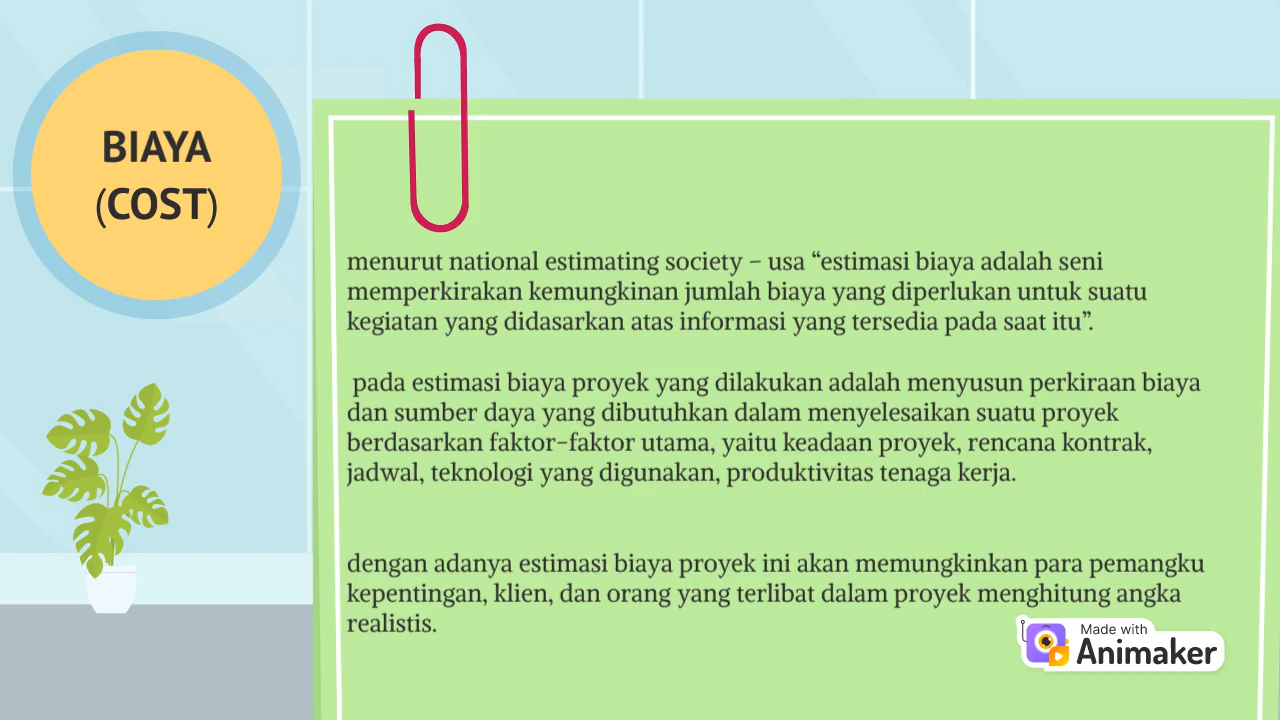 BIAYA
(COST)
menurut national estimating society – usa “estimasi biaya adalah seni
memperkirakan kemungkinan jumlah biaya yang diperlukan untuk suatu
kegiatan yang didasarkan atas informasi yang tersedia pada saat itu”.
pada estimasi biaya proyek yang dilakukan adalah menyusun perkiraan biaya
dan sumber daya yang dibutuhkan dalam menyelesaikan suatu proyek
berdasarkan faktor-faktor utama, yaitu keadaan proyek, rencana kontrak,
jadwal, teknologi yang digunakan, produktivitas tenaga kerja.
dengan adanya estimasi biaya proyek ini akan memungkinkan para pemangku
kepentingan, klien, dan orang yang terlibat dalam proyek menghitung angka
realistis.
Made with
Animaker